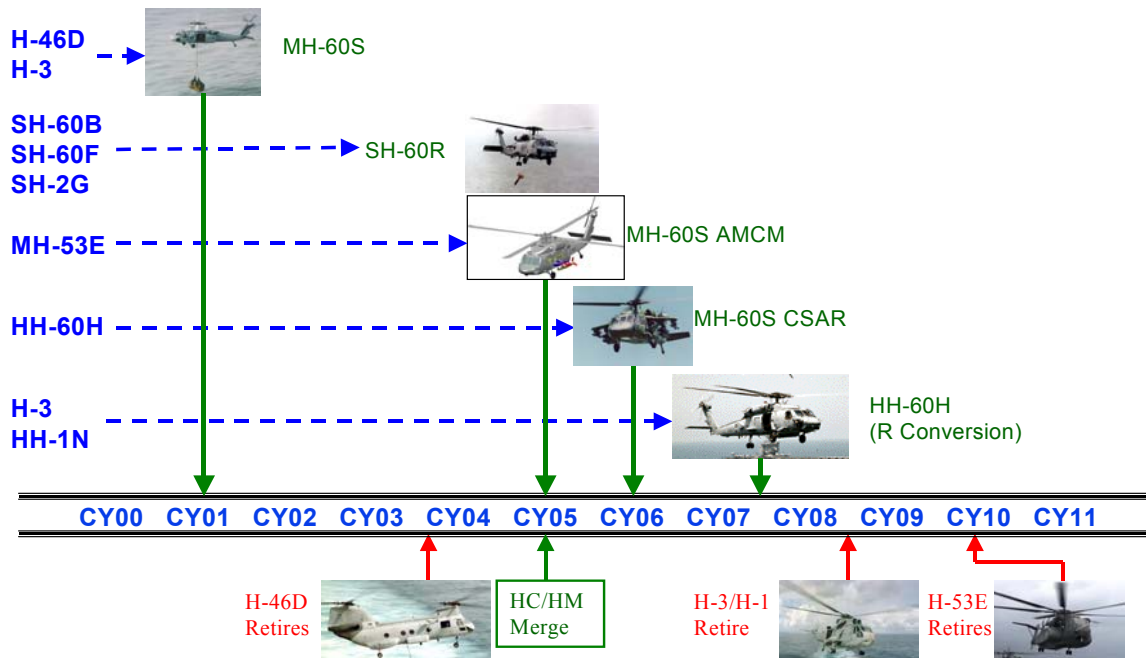 H-46D
H-3
MH-60S
SH-60B
SH-60F
SH-2G
SH-60R
MH-53E
MH-60S AMCM
HH-60H
MH-60S CSAR
H-3
HH-1N
HH-60H
(R Conversion)
CY00 CY01 CY02 CY03 CY04 CY05 CY06 CY07 CY08 CY09 CY10 CY11
H-46D
Retires
HC/HM
Merge
H-3/H-1
Retire
H-53E
Retires